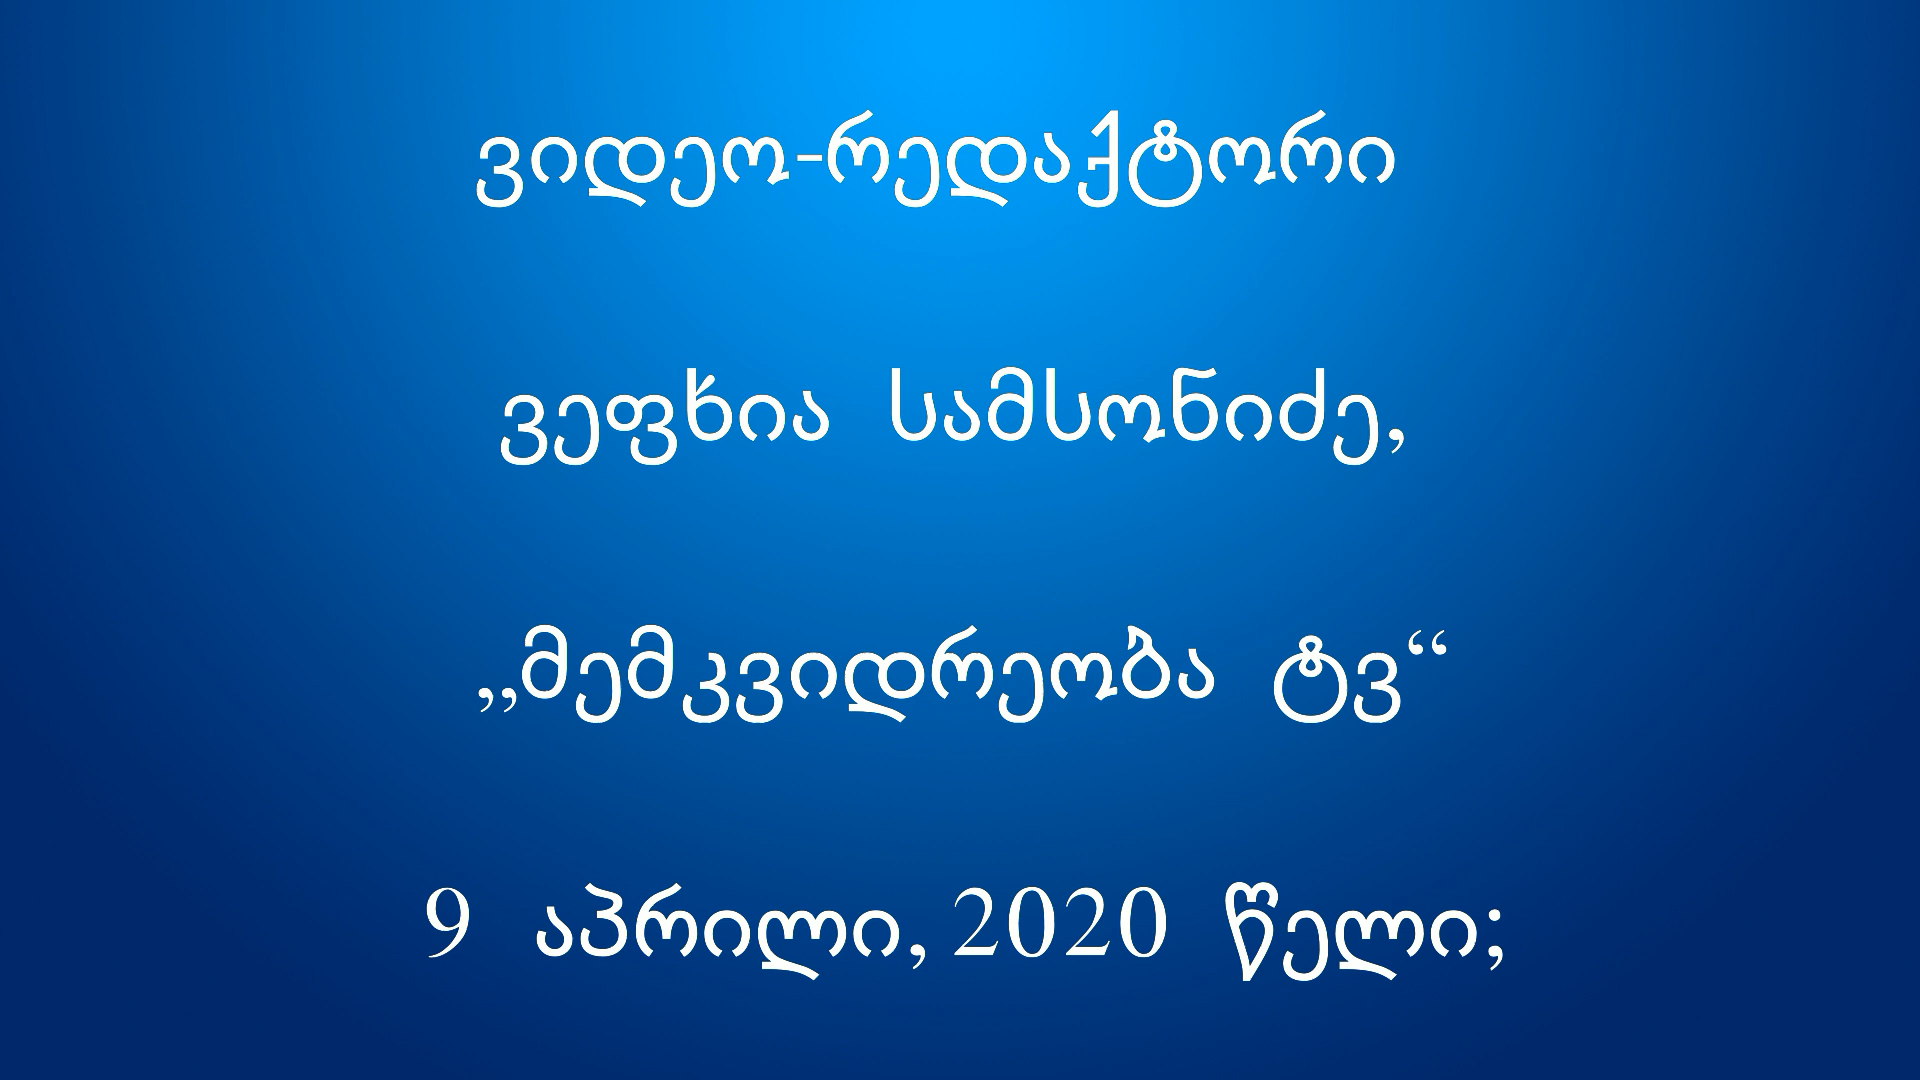 ვიდეო-რედაქტორი
ვეფხია სამსონიძე,
„მემკვიდრეობა ტვ“
9 აპრილი, 2020 წელი;